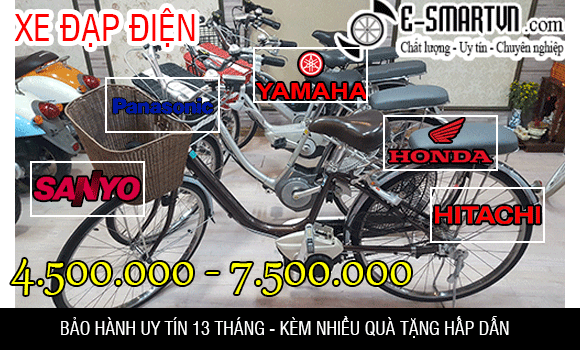 XE ĐẠP ĐIỆN
E-SMARTVN.com
Chất lượng - Uy tín - Chuyên nghiệp
YAMAHA
Panasonic
HONDA
SANYO
HITACHI
4.500.000 - 7.500.000
BẢO HÀNH UY TÍN 13 THÁNG - KÈM NHIỀU QUÀ TẶNG HẤP DẪN